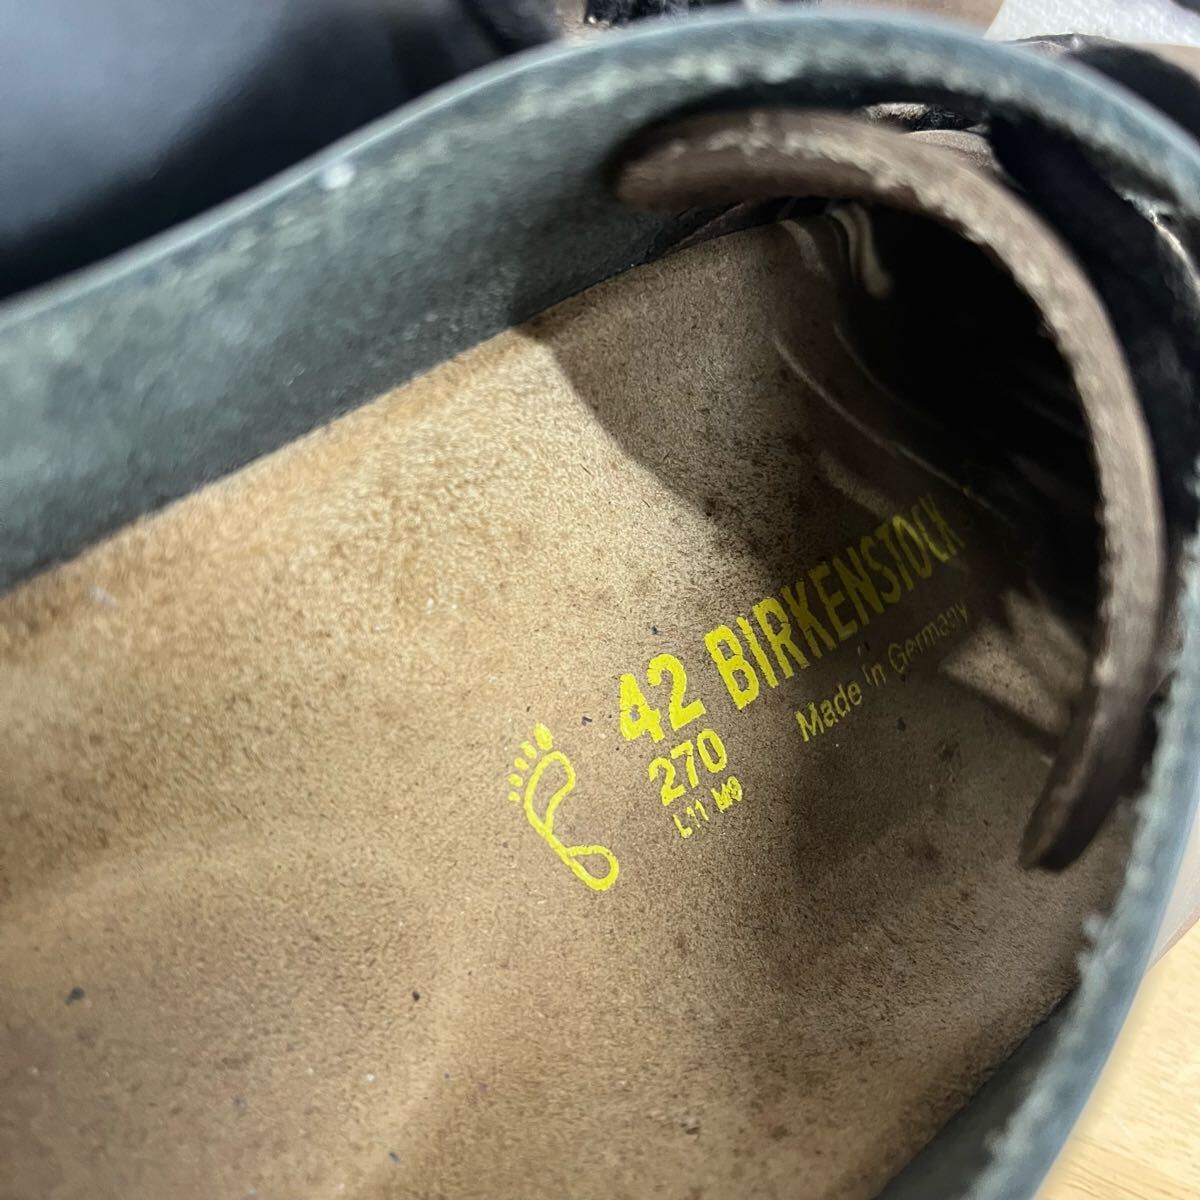 42 BIRKENSTOCK
270 Made in Germany
L11 M9